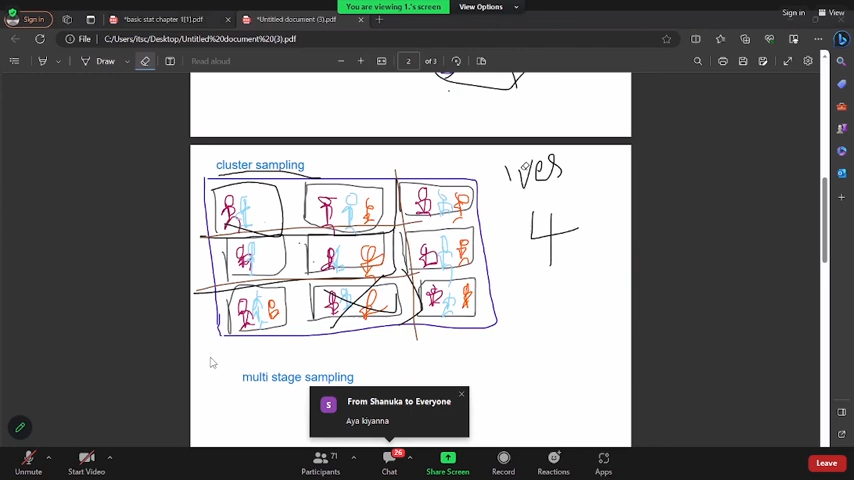 You are viewing 1.'s screen
View Options
Sign in
View
Sign in
*basic stat chapter 1[1].pdf
*Untitled document (3).pdf
File
C:/Users/itsc/Desktop/Untitled%20document%20(3).pdf
Draw
Read aloud
2
of 3
cluster sampling
yes
4
multi stage sampling
S
From Shanuka to Everyone
Aya kiyanna
26
71
Unmute
Start Video
Participants
Chat
Share Screen
Record
Reactions
Apps
Leave